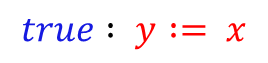 true : y := x